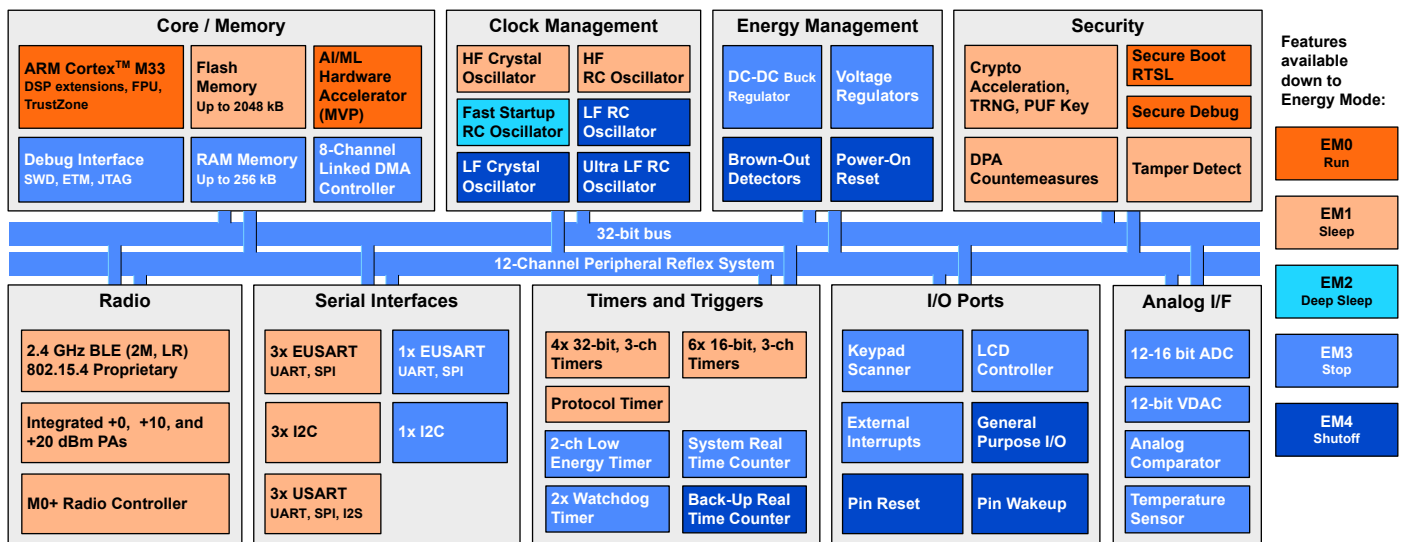 Core / Memory
ARM Cortex™ M33
DSP extensions, FPU,
TrustZone
Flash
Memory
Up to 2048 kB
AI/ML
Hardware
Accelerator
(MVP)
Debug Interface
SWD, ETM, JTAG
RAM Memory
Up to 256 kB
8-Channel
Linked DMA
Controller
Clock Management
HF Crystal
Oscillator
HF
RC Oscillator
Fast Startup
RC Oscillator
LF RC
Oscillator
LF Crystal
Oscillator
Ultra LF RC
Oscillator
Energy Management
DC-DC Buck
Regulator
Voltage
Regulators
Brown-Out
Detectors
Power-On
Reset
Security
Crypto
Acceleration,
TRNG, PUF Key
Secure Boot
RTSL
Secure Debug
DPA
Countemeasures
Tamper Detect
Features
available
down to
Energy Mode:
EM0
Run
EM1
Sleep
EM2
Deep Sleep
EM3
Stop
EM4
Shutoff
32-bit bus
12-Channel Peripheral Reflex System
Radio
2.4 GHz BLE (2M, LR)
802.15.4 Proprietary
Integrated +0, +10, and
+20 dBm PAs
M0+ Radio Controller
Serial Interfaces
3x EUSART
UART, SPI
1x EUSART
UART, SPI
3x I2C
1x I2C
3x USART
UART, SPI, I2S
Timers and Triggers
4x 32-bit, 3-ch
Timers
6x 16-bit, 3-ch
Timers
Protocol Timer
2-ch Low
Energy Timer
System Real
Time Counter
2x Watchdog
Timer
Back-Up Real
Time Counter
I/O Ports
Keypad
Scanner
LCD
Controller
External
Interrupts
General
Purpose I/O
Pin Reset
Pin Wakeup
Analog I/F
12-16 bit ADC
12-bit VDAC
Analog
Comparator
Temperature
Sensor